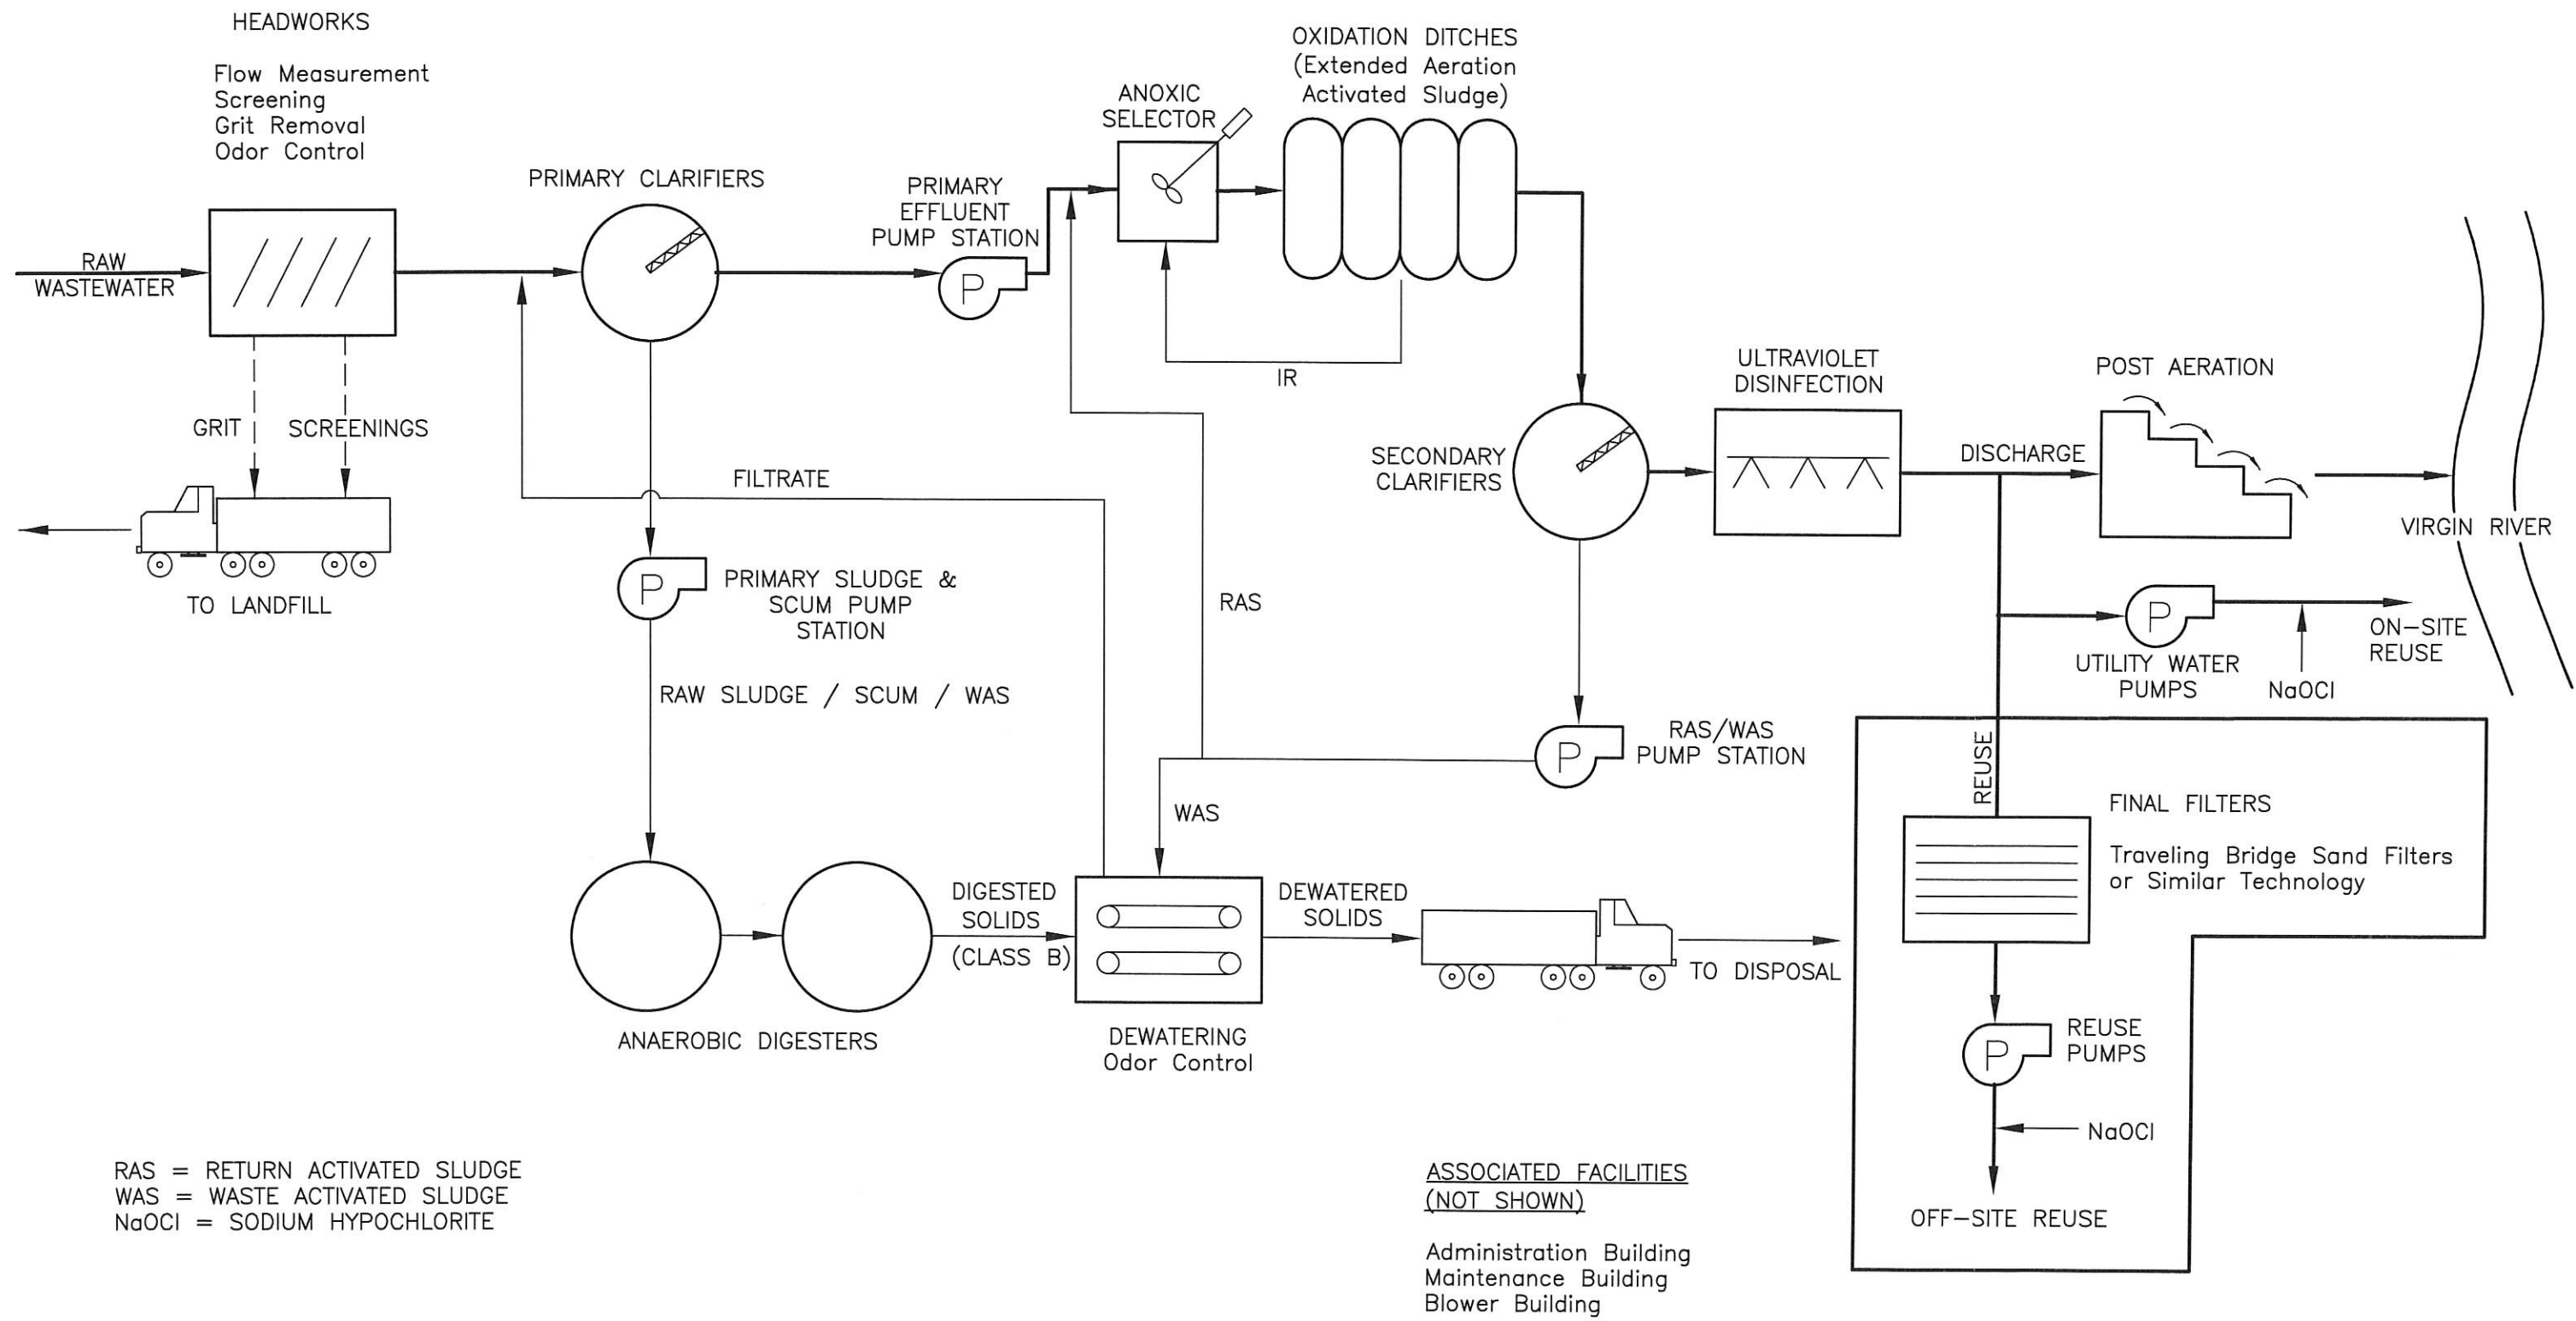 HEADWORKS
Flow Measurement
Screening
Grit Removal
Odor Control
RAW
WASTEWATER
GRIT
SCREENINGS
TO LANDFILL
PRIMARY CLARIFIERS
PRIMARY
EFFLUENT
PUMP STATION
P
ANOXIC
SELECTOR
OXIDATION DITCHES
(Extended Aeration
Activated Sludge)
IR
FILTRATE
P
PRIMARY SLUDGE &
SCUM PUMP
STATION
RAW SLUDGE / SCUM / WAS
RAS
SECONDARY
CLARIFIERS
ULTRAVIOLET
DISINFECTION
DISCHARGE
POST AERATION
VIRGIN RIVER
P
UTILITY WATER
PUMPS
NaOCl
ON-SITE
REUSE
P
RAS/WAS
PUMP STATION
WAS
REUSE
FINAL FILTERS
Traveling Bridge Sand Filters
or Similar Technology
ANAEROBIC DIGESTERS
DIGESTED
SOLIDS
(CLASS B)
DEWATERING
Odor Control
DEWATERED
SOLIDS
TO DISPOSAL
P
REUSE
PUMPS
NaOCl
OFF-SITE REUSE
RAS = RETURN ACTIVATED SLUDGE
WAS = WASTE ACTIVATED SLUDGE
NaOCl = SODIUM HYPOCHLORITE
ASSOCIATED FACILITIES
(NOT SHOWN)
Administration Building
Maintenance Building
Blower Building